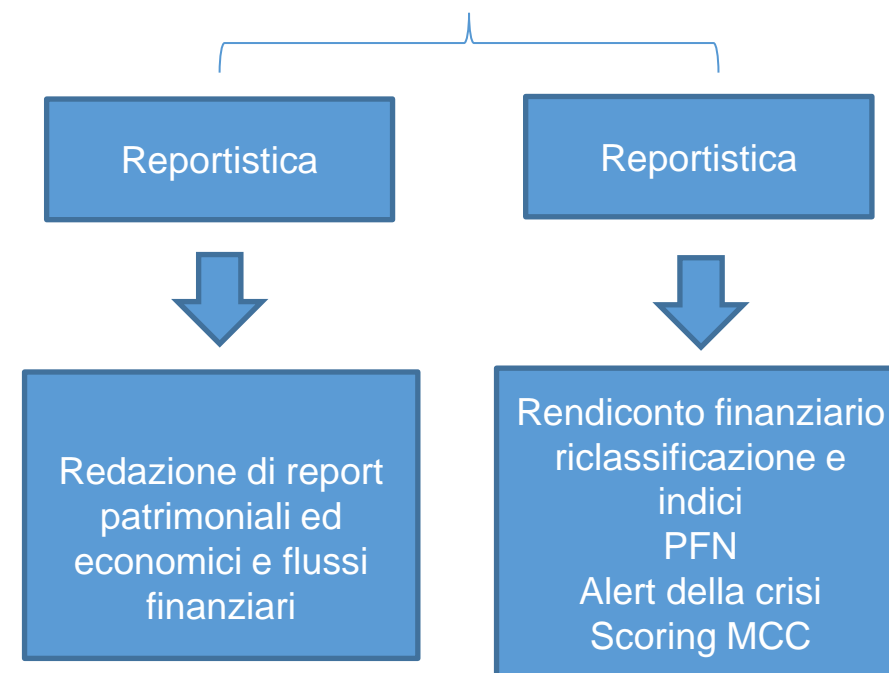 Reportistica
Reportistica
Redazione di report
patrimoniali ed
economici e flussi
finanziari
Rendiconto finanziario
riclassificazione e
indici
PFN
Alert della crisi
Scoring MCC